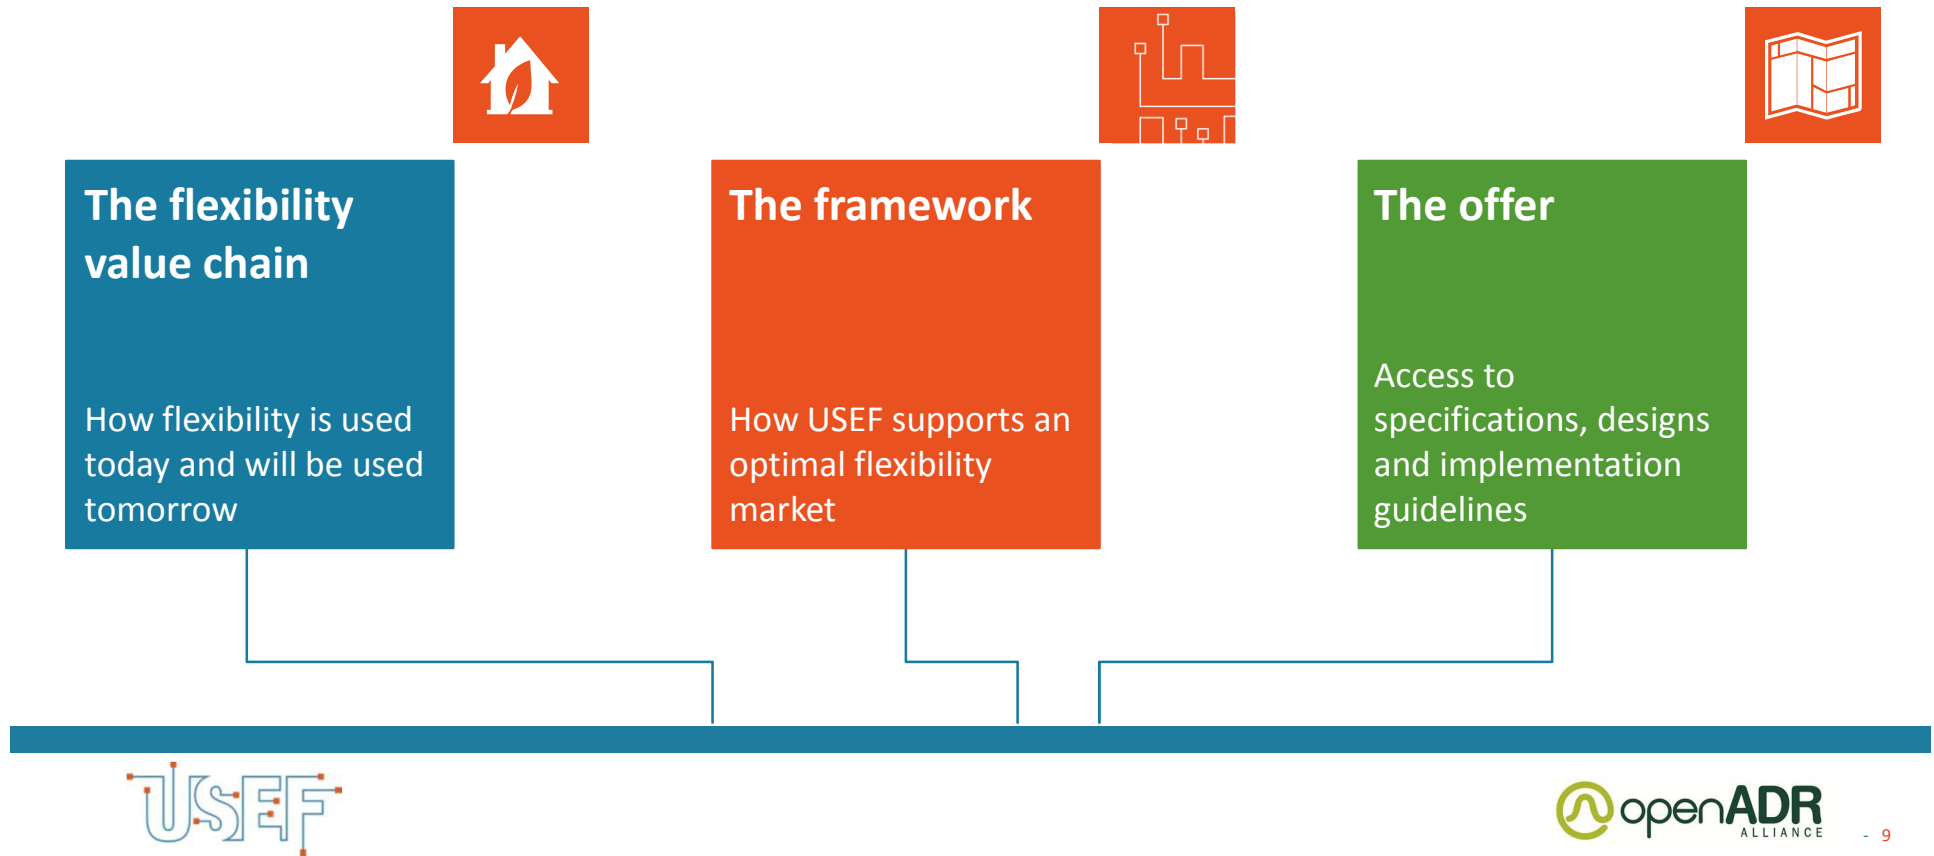 The flexibility
value chain
How flexibility is used
today and will be used
tomorrow
The framework
How USEF supports an
optimal flexibility
market
The offer
Access to
specifications, designs
and implementation
guidelines
USEF
openADR
ALLIANCE
- 9